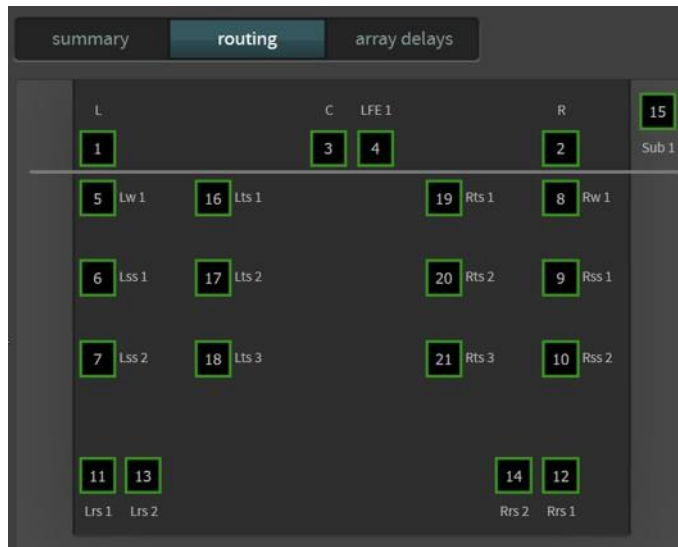 summary routing array delays
L C LFE 1 R 15
1 3 4 2 Sub 1
5 Lw 1 16 Lts 1 19 Rts 1 8 Rw 1
6 Lss 1 17 Lts 2 20 Rts 2 9 Rss 1
7 Lss 2 18 Lts 3 21 Rts 3 10 Rss 2
11 13 14 12
Lrs 1 Lrs 2 Rrs 2 Rrs 1